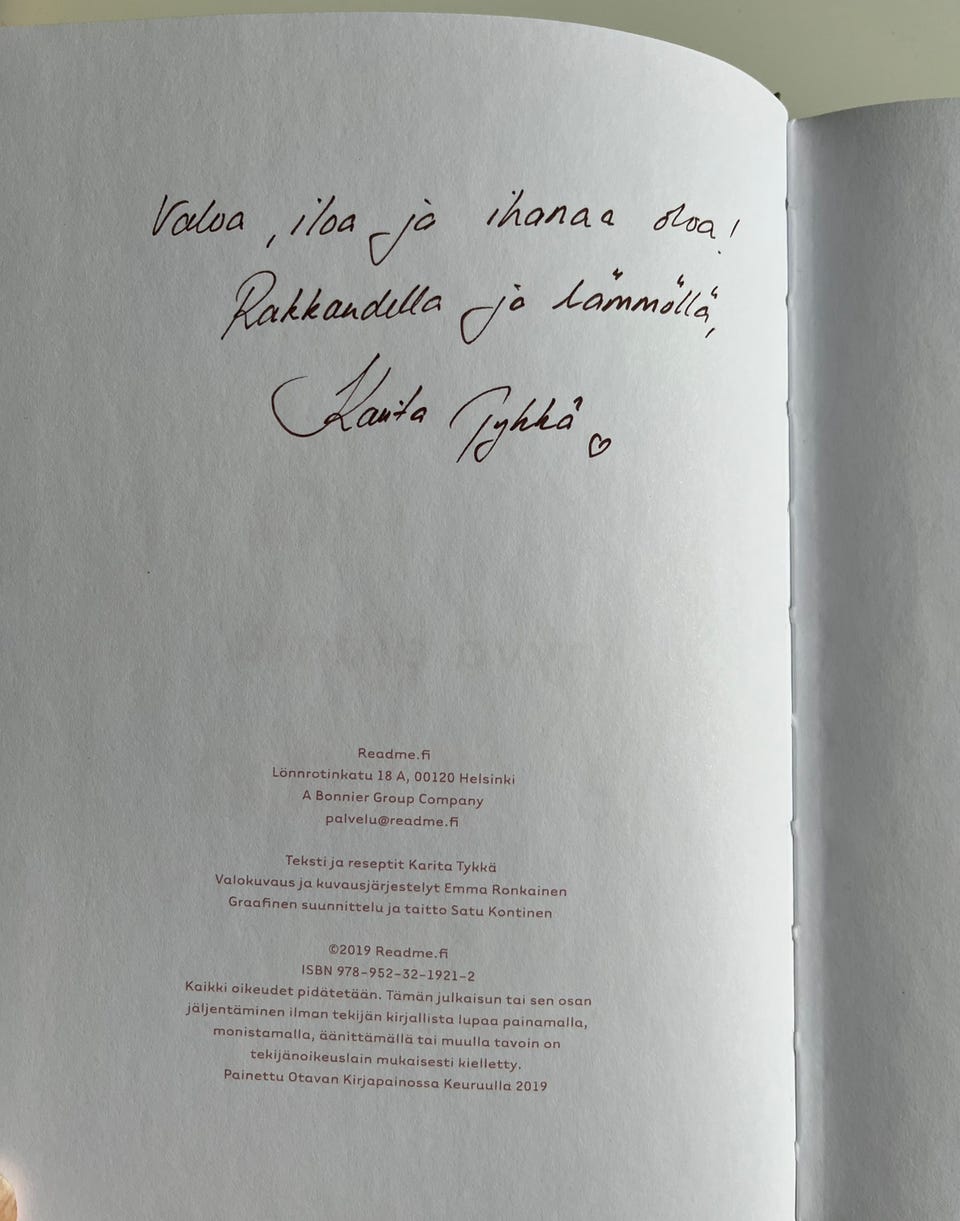 Valoa, iloa ja ihanaa oloa!
Rakkaudella ja lämmöllä,
Karita Tykkä
Readme.fi
Lönnrotinkatu 18 A, 00120 Helsinki
A Bonnier Group Company
palvelu@readme.fi
Teksti ja reseptit Karita Tykkä
Valokuvaus ja kuvausjärjestelyt Emma Ronkainen
Graafinen suunnittelu ja taitto Satu Kontinen
©2019 Readme.fi
ISBN 978-952-32-1921-2
Kaikki oikeudet pidätetään. Tämän julkaisun tai sen osan
jäljentäminen ilman tekijän kirjallista lupaa painamalla,
monistamalla, äänittämällä tai muulla tavoin on
tekijänoikeuslain mukaisesti kielletty.
Painettu Otavan Kirjapainossa Keuruulla 2019